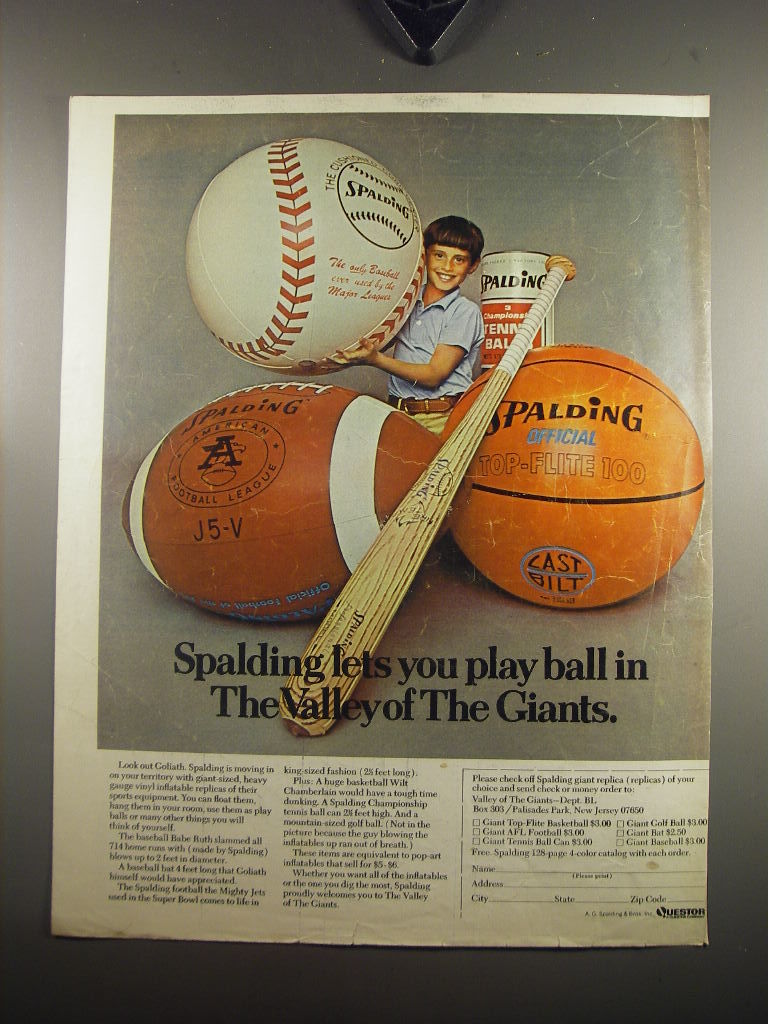 THE CUSHIONED
SPALDING
The only Baseball
ever used by the
Major Leagues
SPALDING
3
Championship
TENN
BAL
SPALDING
AMERICAN
A
FOOTBALL LEAGUE
J5-V
Official Football of the
SPALDING
OFFICIAL
TOP-FLITE 100
LAST
BILT
SPALDING
SPALDING
Spalding lets you play ball in
The Valley of The Giants.
Look out Goliath. Spalding is moving in
on your territory with giant-sized, heavy
gauge vinyl inflatable replicas of their
sports equipment. You can float them,
hang them in your room, use them as play
balls or many other things you will
think of yourself.
The baseball Babe Ruth slammed all
714 home runs with (made by Spalding)
blows up to 2 feet in diameter.
A baseball bat 4 feet long that Goliath
himself would have appreciated.
The Spalding football the Mighty Jets
used in the Super Bowl comes to life in
king-sized fashion (2½ feet long).
Plus: A huge basketball Wilt
Chamberlain would have a tough time
dunking. A Spalding Championship
tennis ball can 2½ feet high. And a
mountain-sized golf ball. (Not in the
picture because the guy blowing the
inflatables up ran out of breath.)
These items are equivalent to pop-art
inflatables that sell for $5-$6.
Whether you want all of the inflatables
or the one you dig the most, Spalding
proudly welcomes you to The Valley
of The Giants.
Please check off Spalding giant replica (replicas) of your
choice and send check or money order to:
Valley of The Giants—Dept. BL
Box 303/Palisades Park, New Jersey 07650
☐ Giant Top-Flite Basketball $3.00 ☐ Giant Golf Ball $3.00
☐ Giant AFL Football $3.00 ☐ Giant Bat $2.50
☐ Giant Tennis Ball Can $3.00 ☐ Giant Baseball $3.00
Free. Spalding 128-page 4-color catalog with each order.
Name
(Please print)
Address
City State Zip Code
A. G. Spalding & Bros. Inc. QUESTOR